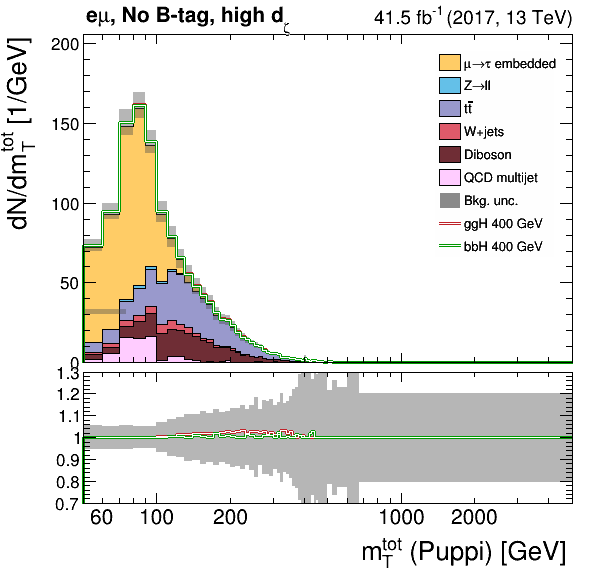 eμ, No B-tag, high dζ
41.5 fb⁻¹ (2017, 13 TeV)
dN/dmTtot [1/GeV]
200
150
100
50
0
μ→τ embedded
Z→ll
tt̅
W+jets
Diboson
QCD multijet
Bkg. unc.
ggH 400 GeV
bbH 400 GeV
1.3
1.2
1.1
1
0.9
0.8
0.7
60 100 200 1000 2000
mTtot (Puppi) [GeV]